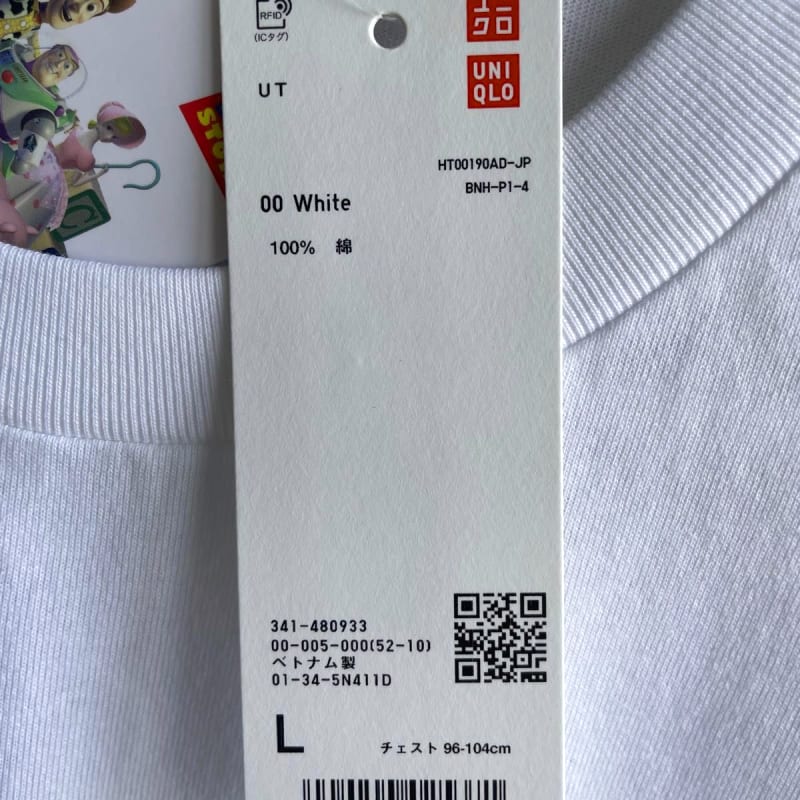 RFID
(ICタグ)
ユニ
クロ
UNI
QLO
UT
HT00190AD-JP
BNH-P1-4
00 White
100% 綿
341-480933
00-005-000(52-10)
ベトナム製
01-34-5N411D
L
チェスト 96-104cm